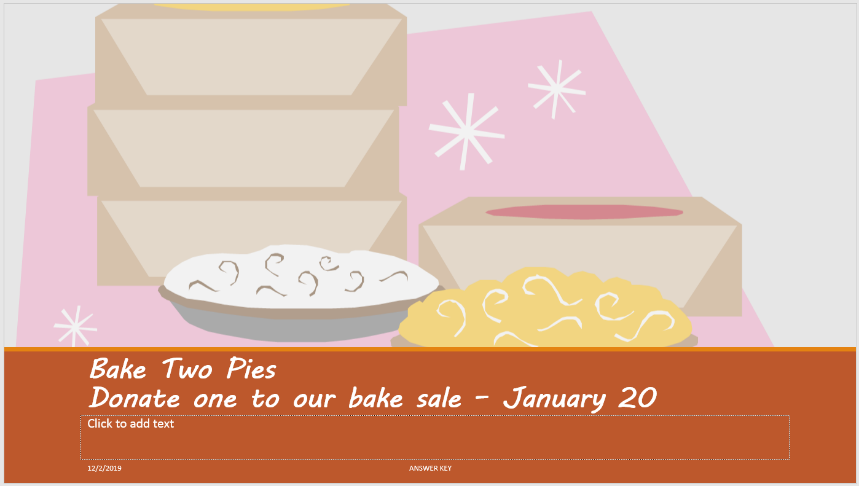 Bake Two Pies
Donate one to our bake sale – January 20
Click to add text
12/2/2019
ANSWER KEY